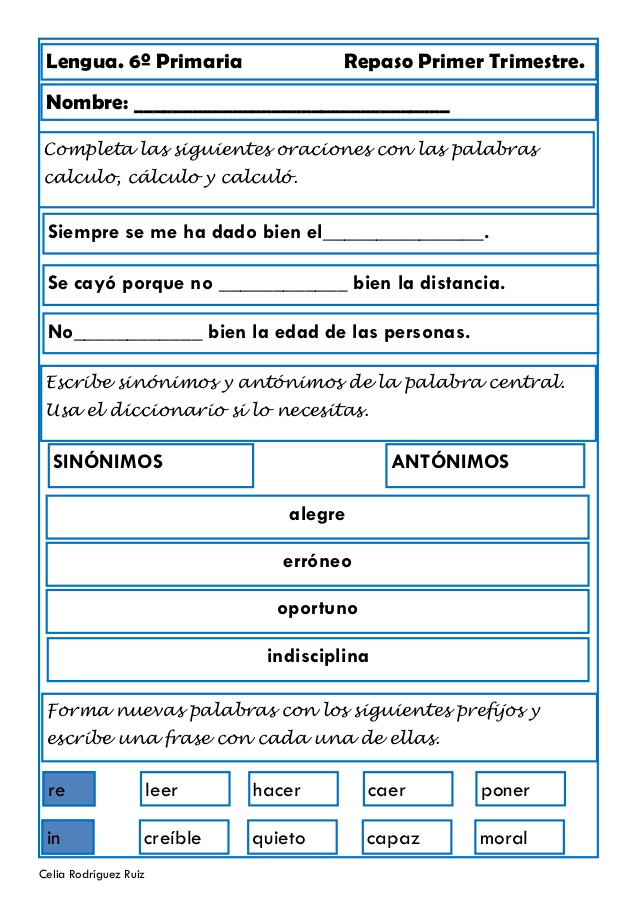 Lengua. 6º Primaria Repaso Primer Trimestre.
Nombre: ________________________________
Completa las siguientes oraciones con las palabras
calculo, cálculo y calculó.
Siempre se me ha dado bien el_______________.
Se cayó porque no ____________ bien la distancia.
No____________ bien la edad de las personas.
Escribe sinónimos y antónimos de la palabra central.
Usa el diccionario si lo necesitas.
SINÓNIMOS ANTÓNIMOS
alegre
erróneo
oportuno
indisciplina
Forma nuevas palabras con los siguientes prefijos y
escribe una frase con cada una de ellas.
re leer hacer caer poner
in creíble quieto capaz moral
Celia Rodríguez Ruiz